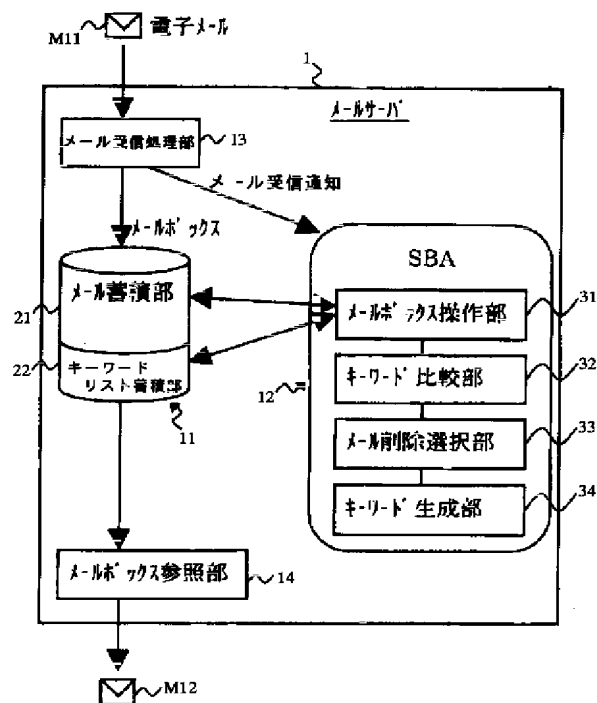 M11
電子メール
1
メールサーバ
メール受信処理部
13
メール受信通知
メールボックス
SBA
メール蓄積部
21
メールボックス操作部
31
22
キーワード
リスト蓄積部
11
キーワード比較部
32
12
メール削除選択部
33
キーワード生成部
34
メールボックス参照部
14
M12